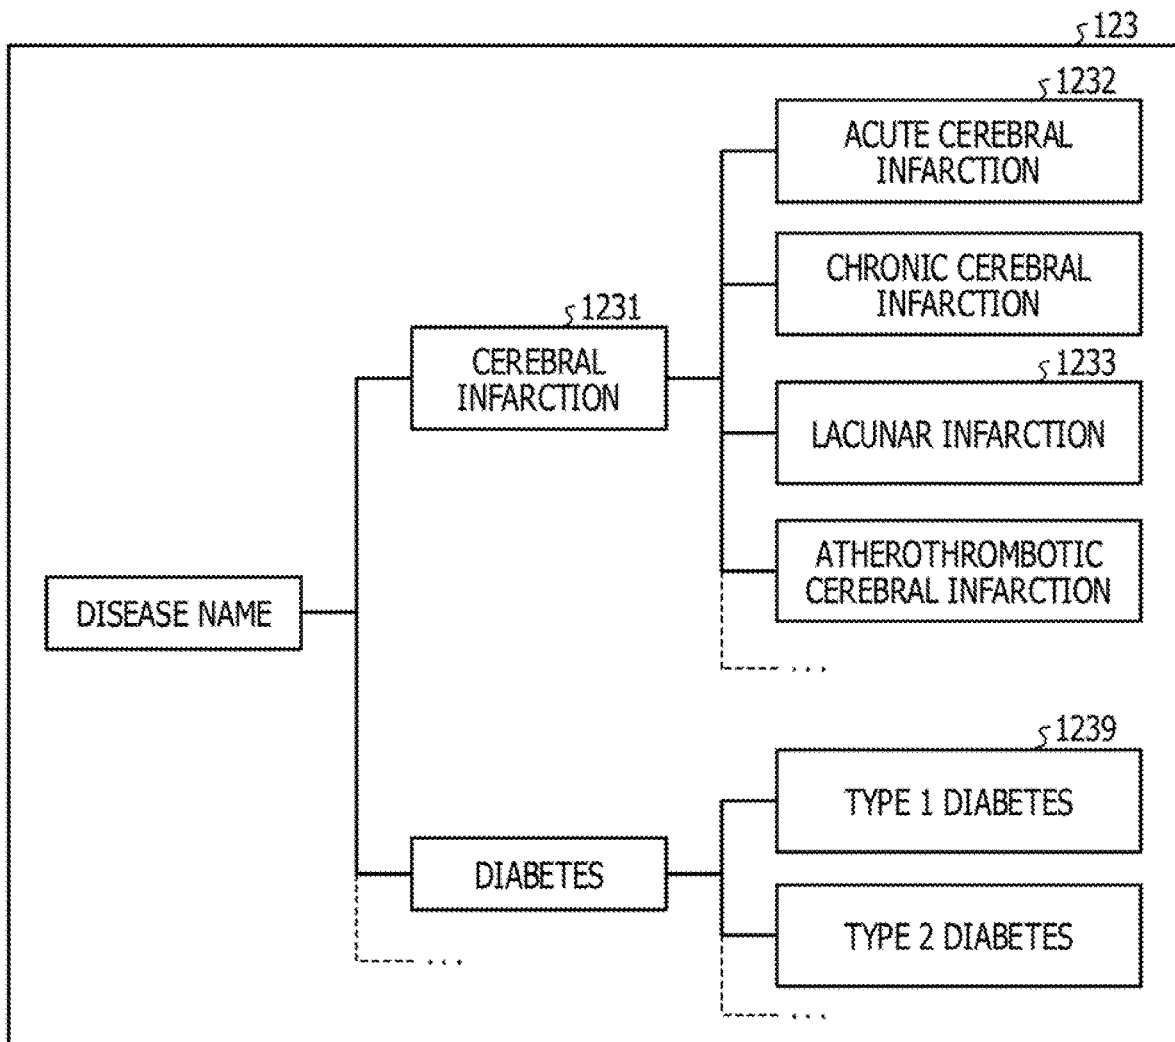 123
1232
ACUTE CEREBRAL
INFARCTION
CHRONIC CEREBRAL
INFARCTION
1231
CEREBRAL
INFARCTION
1233
LACUNAR INFARCTION
ATHEROTHROMBOTIC
CEREBRAL INFARCTION
...
DISEASE NAME
1239
TYPE 1 DIABETES
DIABETES
TYPE 2 DIABETES
...
...